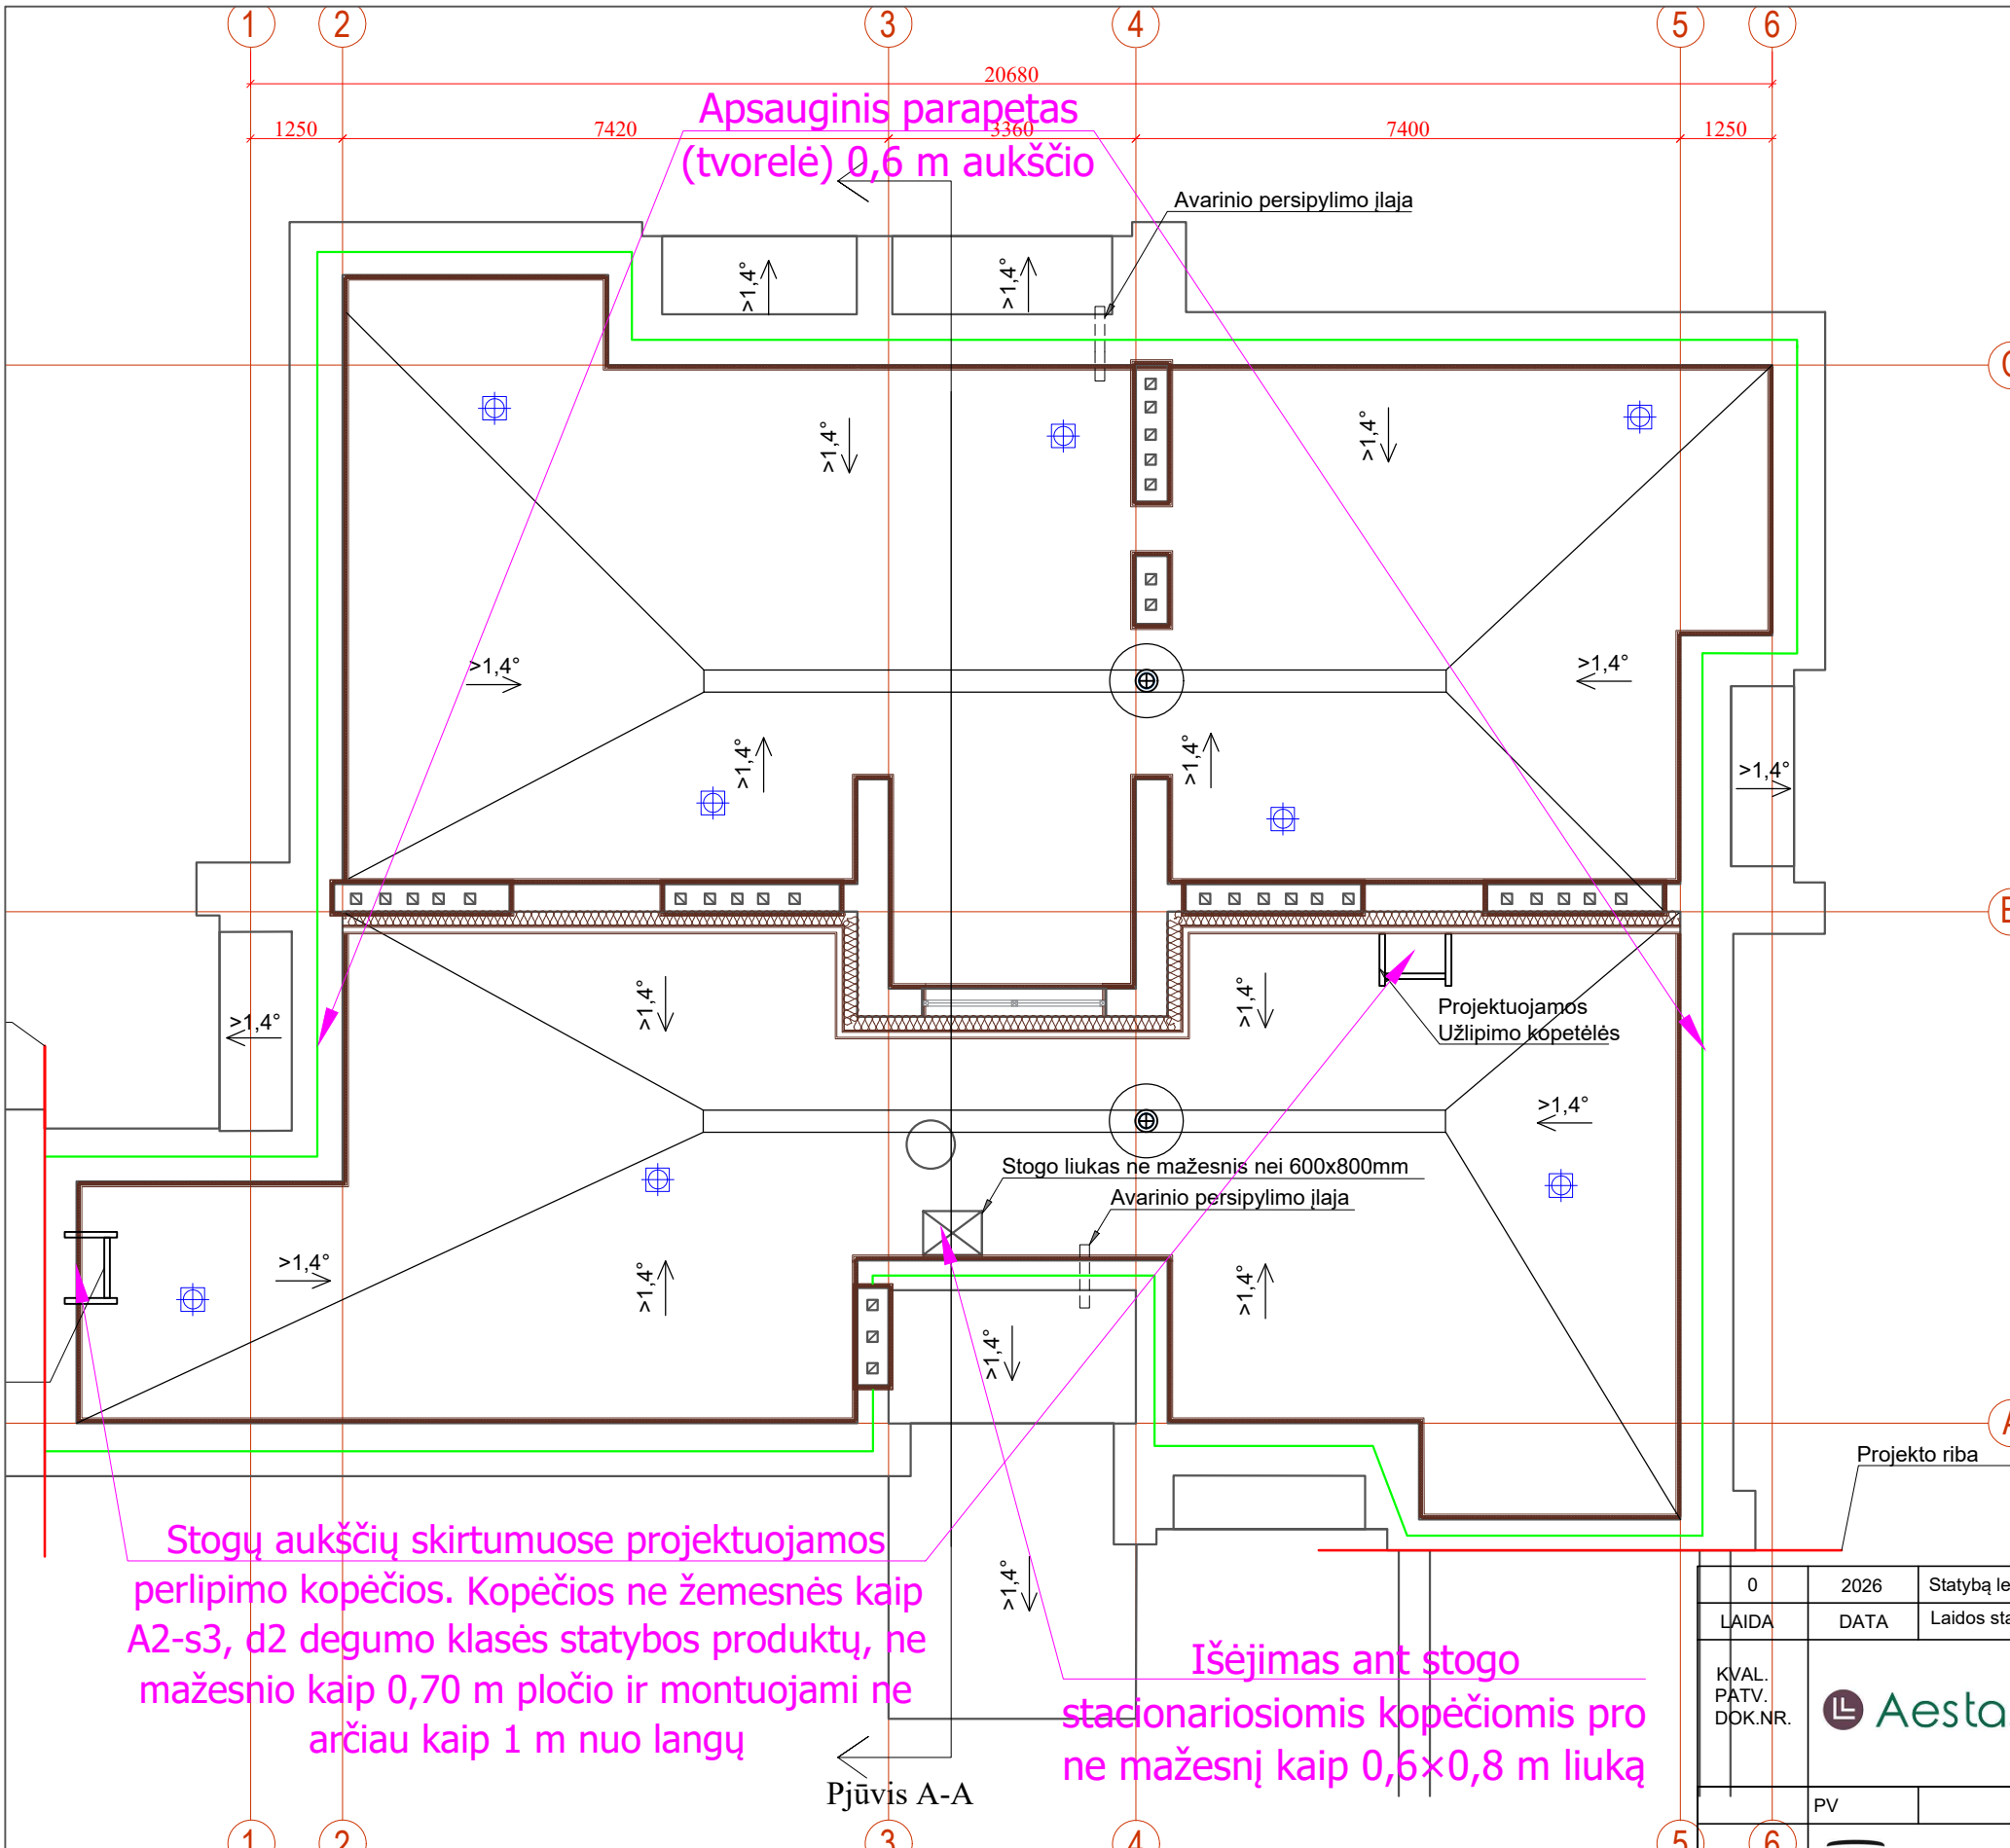 1 2 3 4 5 6
20680
1250 7420 3360 7400 1250
Apsauginis parapetas
(tvorelė) 0,6 m aukščio
Avarinio persipylimo įlaja
>1,4°
>1,4°
C
>1,4°
>1,4°
>1,4°
>1,4°
>1,4°
>1,4°
>1,4°
B
>1,4°
>1,4°
>1,4°
Projektuojamos
Užlipimo kopetėlės
>1,4°
Stogo liukas ne mažesnis nei 600x800mm
Avarinio persipylimo įlaja
>1,4°
>1,4°
>1,4°
>1,4°
A
Projekto riba
Stogų aukščių skirtumuose projektuojamos
perlipimo kopėčios. Kopėčios ne žemesnės kaip
A2-s3, d2 degumo klasės statybos produktų, ne
mažesnio kaip 0,70 m pločio ir montuojami ne
arčiau kaip 1 m nuo langų
>1,4°
Išėjimas ant stogo
stacionariosiomis kopėčiomis pro
ne mažesnį kaip 0,6×0,8 m liuką
Pjūvis A-A
0 2026 Statybą le
LAIDA DATA Laidos sta
KVAL.
PATV.
DOK.NR.
Aesta
PV
1 2 3 4 5 6